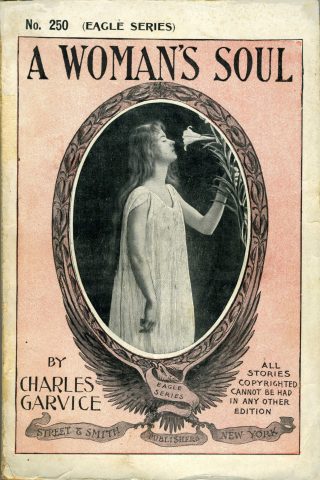 No. 250 (EAGLE SERIES)
A WOMAN'S SOUL
BY
CHARLES
GARVICE
EAGLE
SERIES
ALL
STORIES
COPYRIGHTED
CANNOT BE HAD
IN ANY OTHER
EDITION
STREET & SMITH
PUBLISHERS
NEW YORK